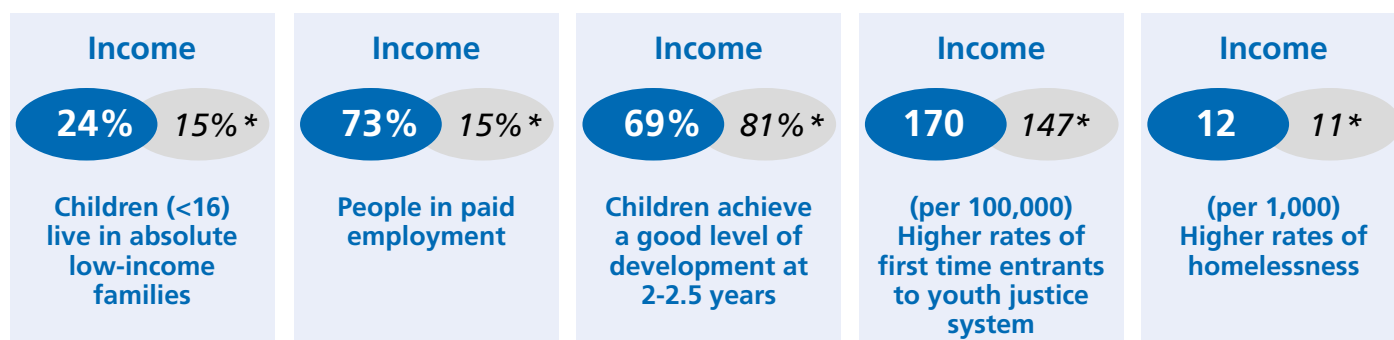 Income
24% 15%*
Children (<16)
live in absolute
low-income
families
Income
73% 15%*
People in paid
employment
Income
69% 81%*
Children achieve
a good level of
development at
2-2.5 years
Income
170 147*
(per 100,000)
Higher rates of
first time entrants
to youth justice
system
Income
12 11*
(per 1,000)
Higher rates of
homelessness